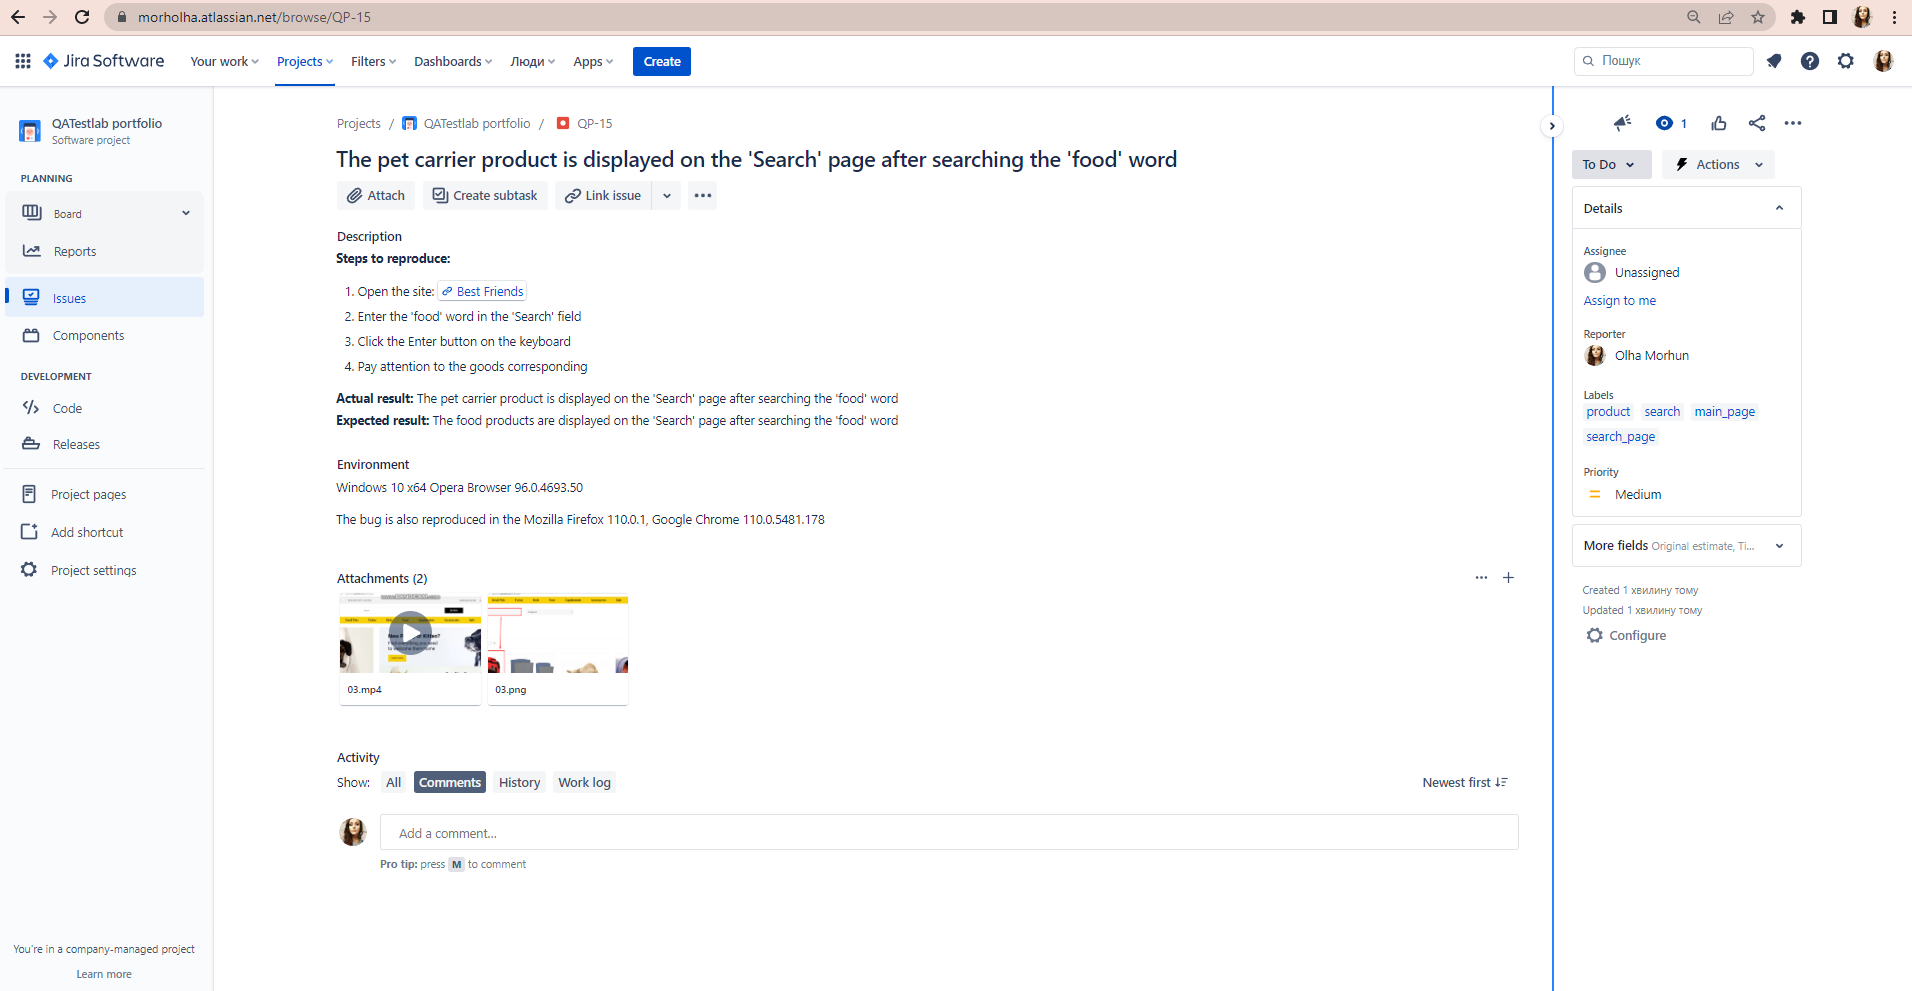 morholha.atlassian.net/browse/QP-15
Jira Software
Your work
Projects
Filters
Dashboards
Люди
Apps
Create
Пошук
QATestlab portfolio
Software project
PLANNING
Board
Reports
Issues
Components
DEVELOPMENT
Code
Releases
Project pages
Add shortcut
Project settings
You're in a company-managed project
Learn more
Projects / QATestlab portfolio / QP-15
The pet carrier product is displayed on the 'Search' page after searching the 'food' word
Attach
Create subtask
Link issue
Description
Steps to reproduce:
1. Open the site: Best Friends
2. Enter the 'food' word in the 'Search' field
3. Click the Enter button on the keyboard
4. Pay attention to the goods corresponding
Actual result: The pet carrier product is displayed on the 'Search' page after searching the 'food' word
Expected result: The food products are displayed on the 'Search' page after searching the 'food' word
Environment
Windows 10 x64 Opera Browser 96.0.4693.50
The bug is also reproduced in the Mozilla Firefox 110.0.1, Google Chrome 110.0.5481.178
Attachments (2)
03.mp4
03.png
Activity
Show: All Comments History Work log
Newest first
Add a comment...
Pro tip: press M to comment
1
To Do
Actions
Details
Assignee
Unassigned
Assign to me
Reporter
Olha Morhun
Labels
product search main_page
search_page
Priority
Medium
More fields Original estimate, Ti...
Created 1 хвилину тому
Updated 1 хвилину тому
Configure